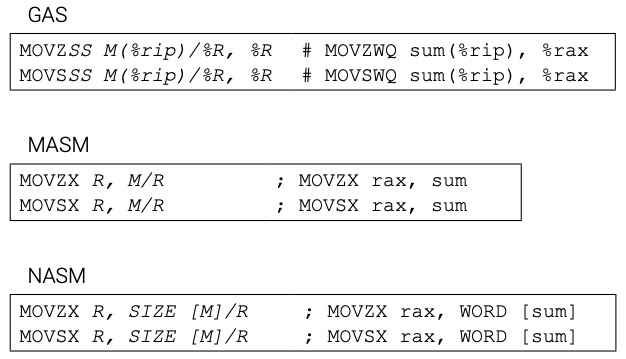 GAS
MOVZSS M(%rip)/%R, %R # MOVZWQ sum(%rip), %rax
MOVSSS M(%rip)/%R, %R # MOVSWQ sum(%rip), %rax
MASM
MOVZX R, M/R ; MOVZX rax, sum
MOVSX R, M/R ; MOVSX rax, sum
NASM
MOVZX R, SIZE [M]/R ; MOVZX rax, WORD [sum]
MOVSX R, SIZE [M]/R ; MOVSX rax, WORD [sum]